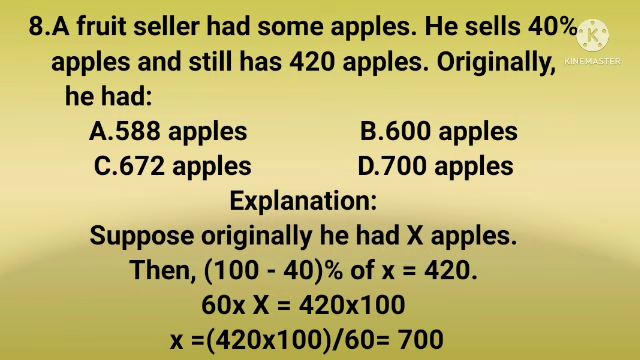 8.A fruit seller had some apples. He sells 40%
apples and still has 420 apples. Originally,
he had:
A.588 apples B.600 apples
C.672 apples D.700 apples
Explanation:
Suppose originally he had X apples.
Then, (100 - 40)% of x = 420.
60x X = 420x100
x =(420x100)/60= 700
K
KINEMASTER